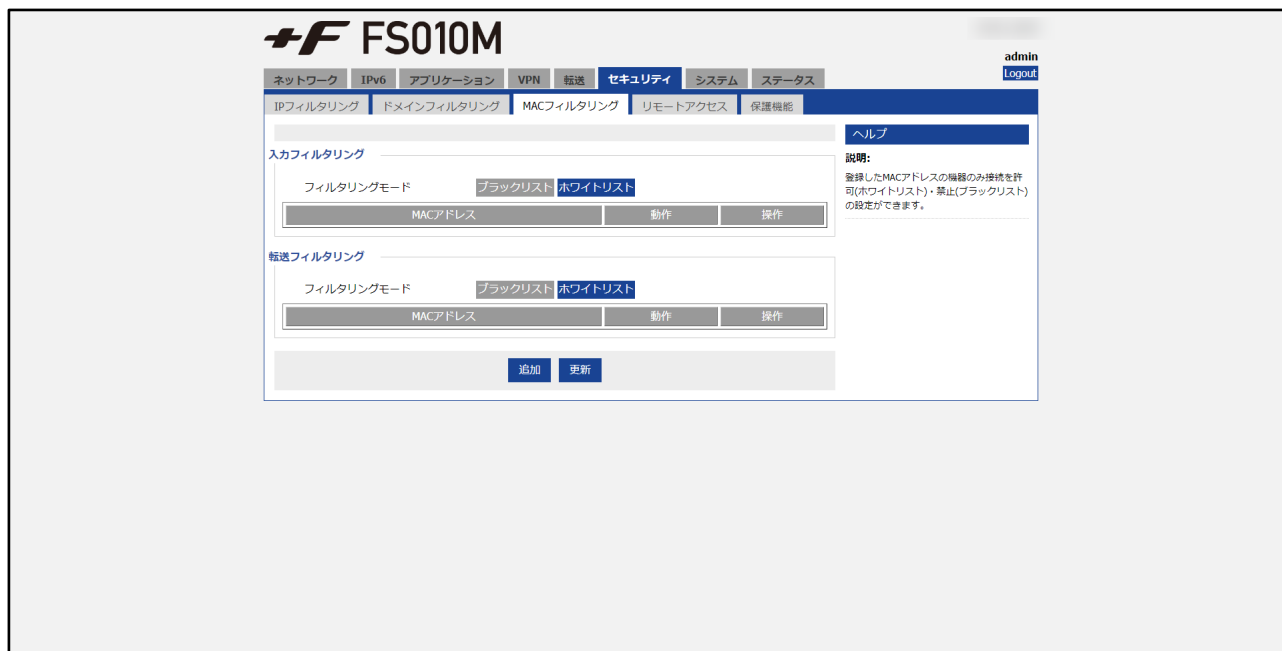 +F FS010M
admin
Logout
ネットワーク IPv6 アプリケーション VPN 転送 セキュリティ システム ステータス
IPフィルタリング ドメインフィルタリング MACフィルタリング リモートアクセス 保護機能
入力フィルタリング
フィルタリングモード ブラックリスト ホワイトリスト
MACアドレス 動作 操作
転送フィルタリング
フィルタリングモード ブラックリスト ホワイトリスト
MACアドレス 動作 操作
追加 更新
ヘルプ
説明:
登録したMACアドレスの機器のみ接続を許
可(ホワイトリスト)・禁止(ブラックリスト)
の設定ができます。